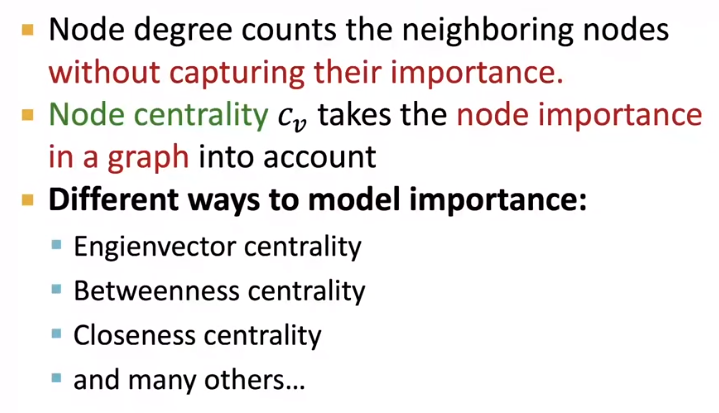 Node degree counts the neighboring nodes
without capturing their importance.
Node centrality c_v takes the node importance
in a graph into account
Different ways to model importance:
Engienvector centrality
Betweenness centrality
Closeness centrality
and many others…